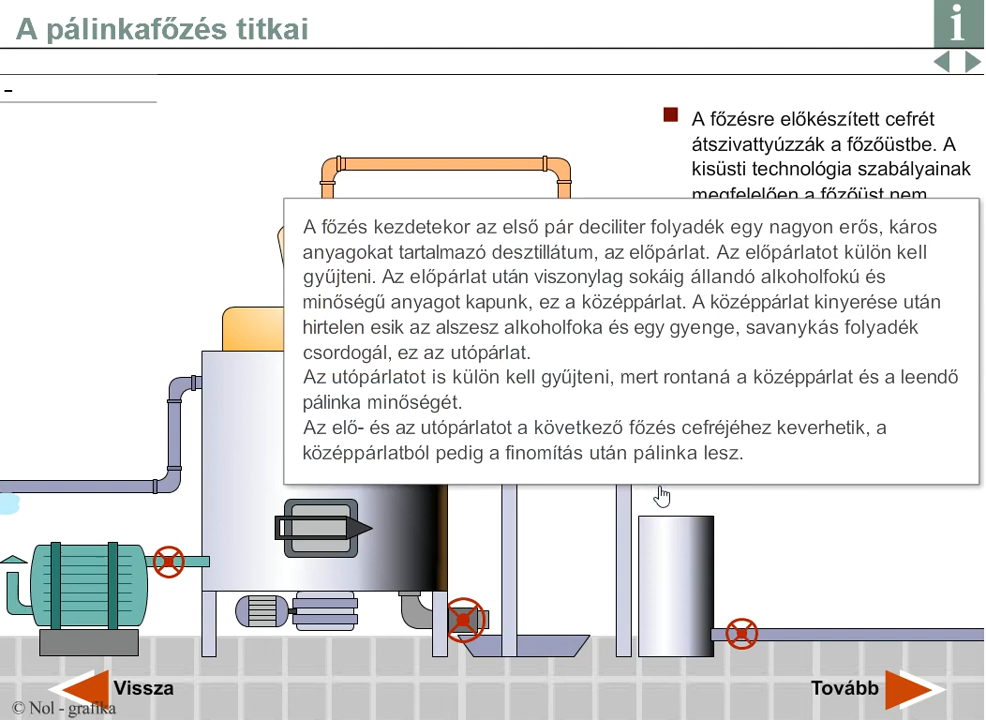 A pálinkafőzés titkai
i
A főzésre előkészített cefrét
átszivattyúzzák a főzőüstbe. A
kisüsti technológia szabályainak
megfelelően a főzőüst nem
A főzés kezdetekor az első pár deciliter folyadék egy nagyon erős, káros
anyagokat tartalmazó desztillátum, az előpárlat. Az előpárlatot külön kell
gyűjteni. Az előpárlat után viszonylag sokáig állandó alkoholfokú és
minőségű anyagot kapunk, ez a középpárlat. A középpárlat kinyerése után
hirtelen esik az alszesz alkoholfoka és egy gyenge, savanykás folyadék
csordogál, ez az utópárlat.
Az utópárlatot is külön kell gyűjteni, mert rontaná a középpárlat és a leendő
pálinka minőségét.
Az elő- és az utópárlatot a következő főzés cefréjéhez keverhetik, a
középpárlatból pedig a finomítás után pálinka lesz.
Vissza
Tovább
© Nol - grafika